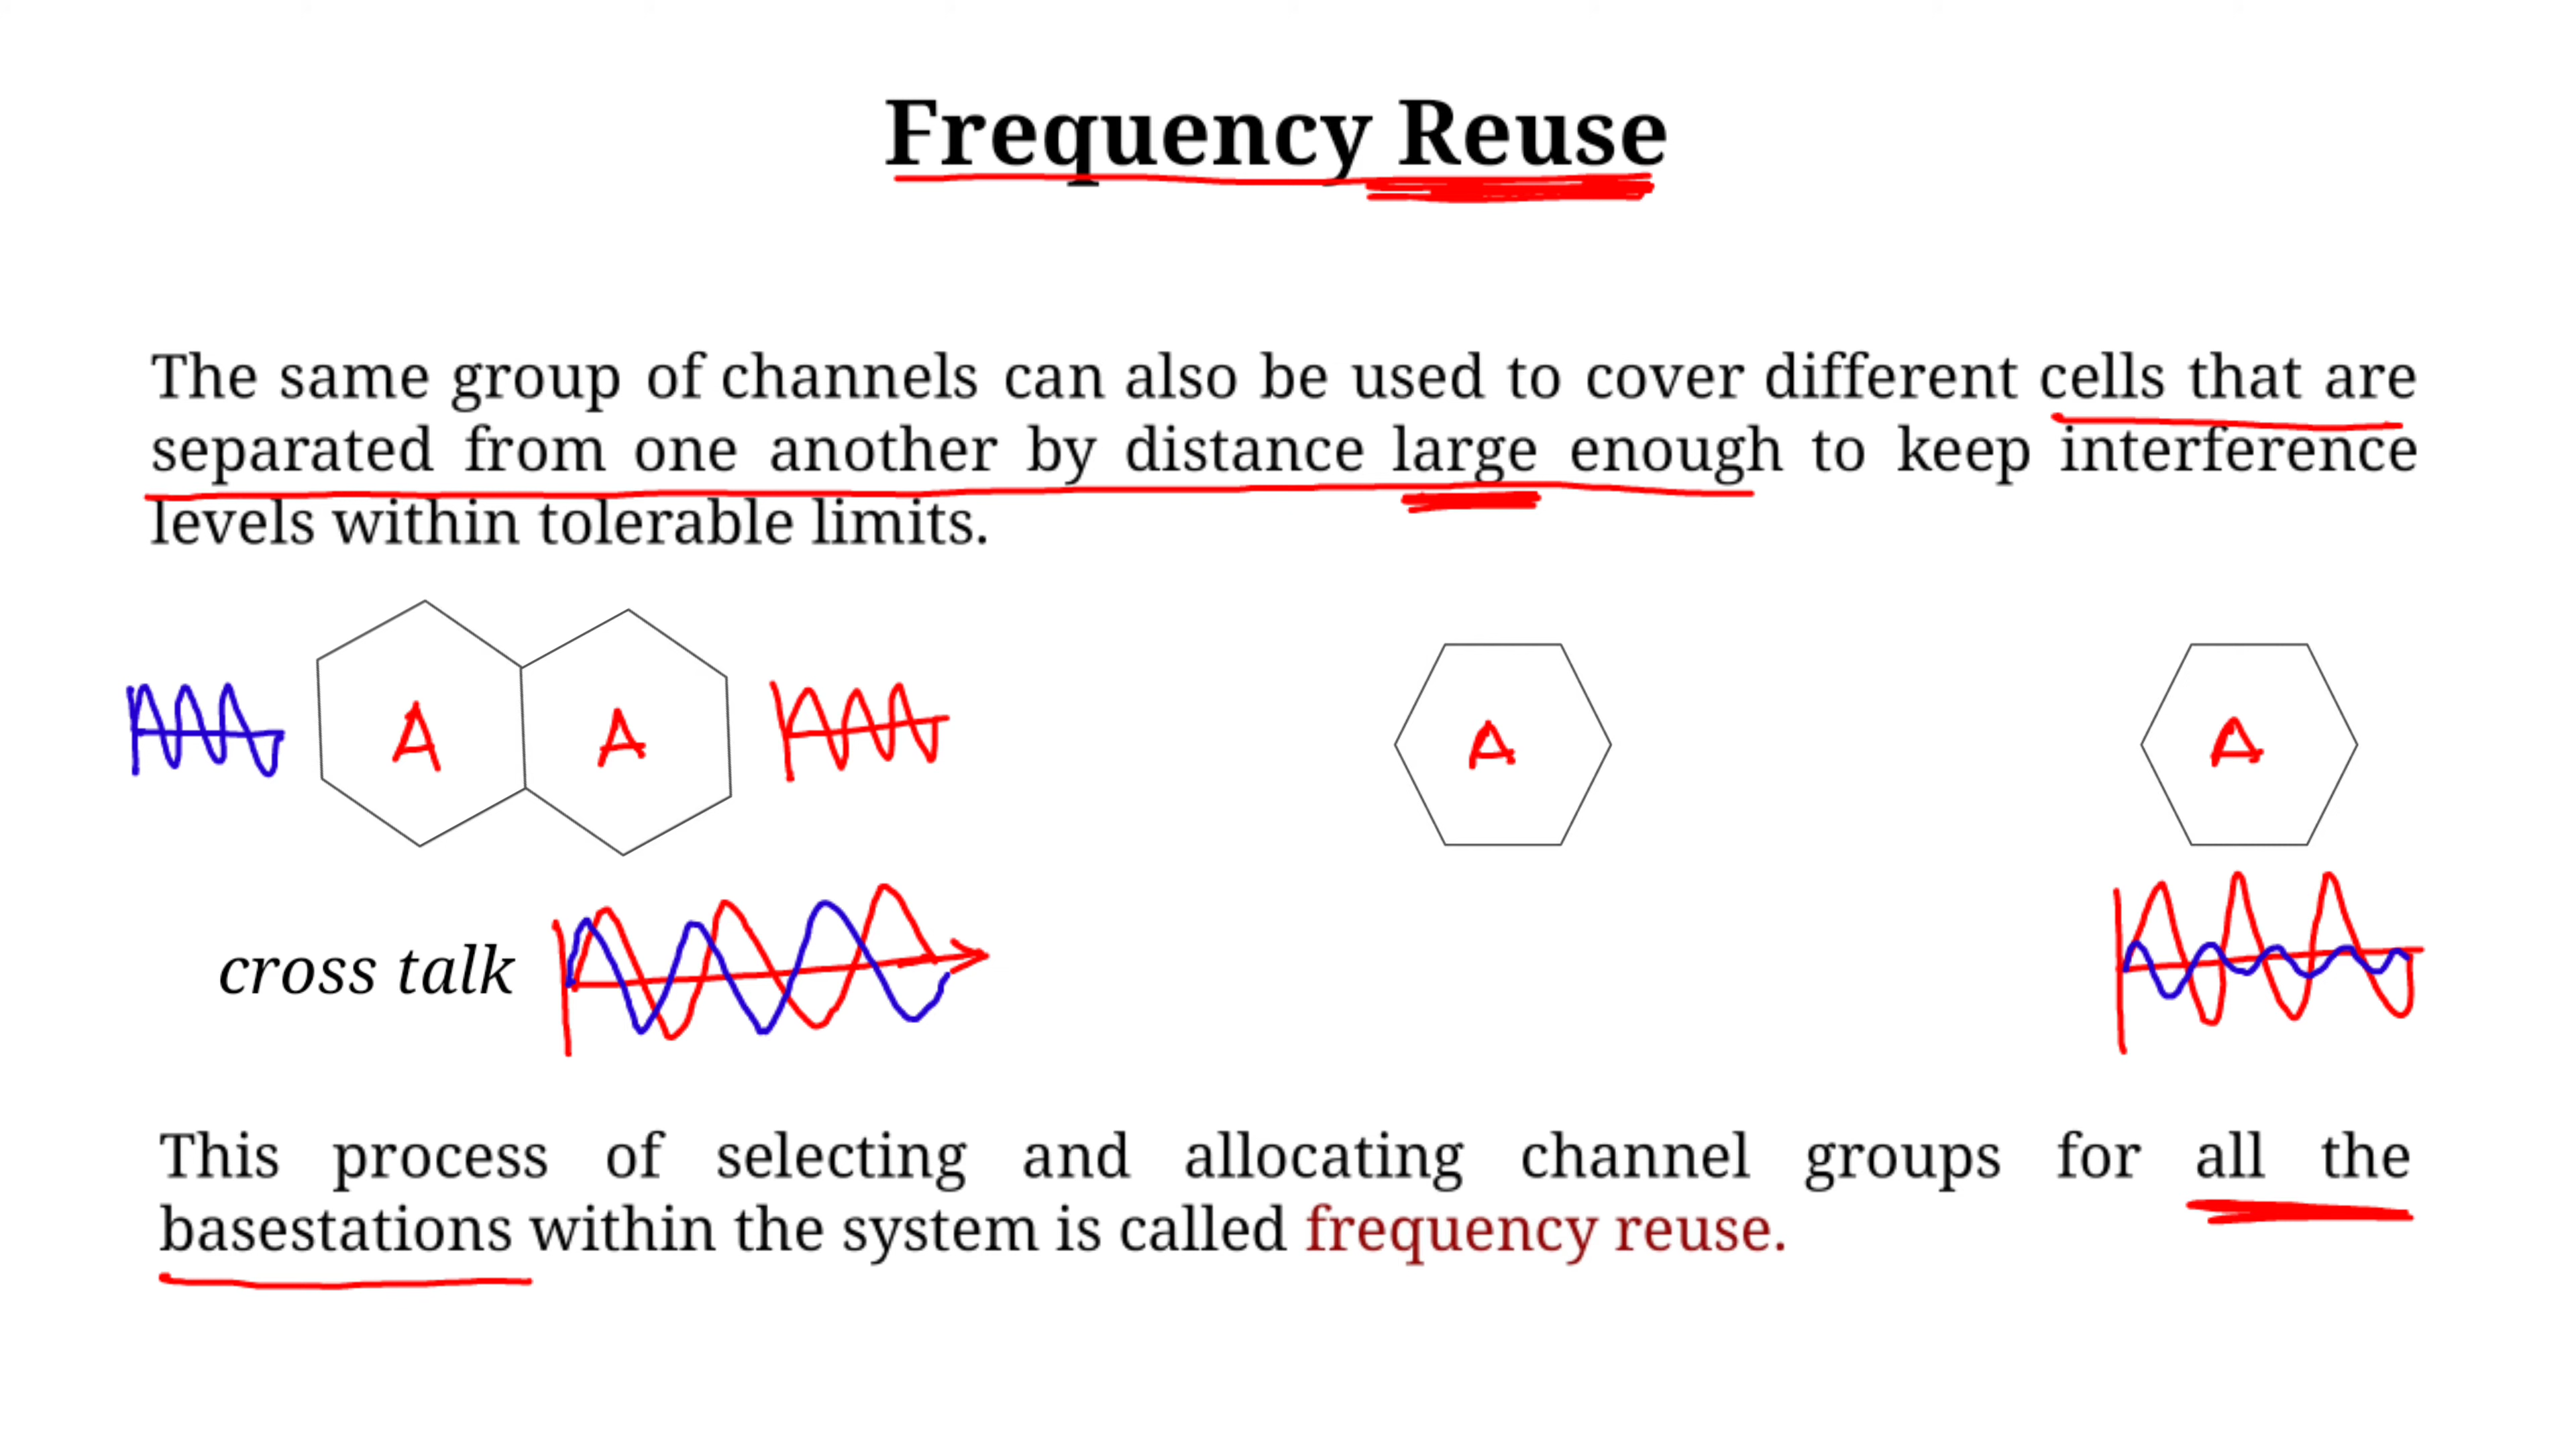 Frequency Reuse
The same group of channels can also be used to cover different cells that are
separated from one another by distance large enough to keep interference
levels within tolerable limits.
A A A A
cross talk
This process of selecting and allocating channel groups for all the
basestations within the system is called frequency reuse.